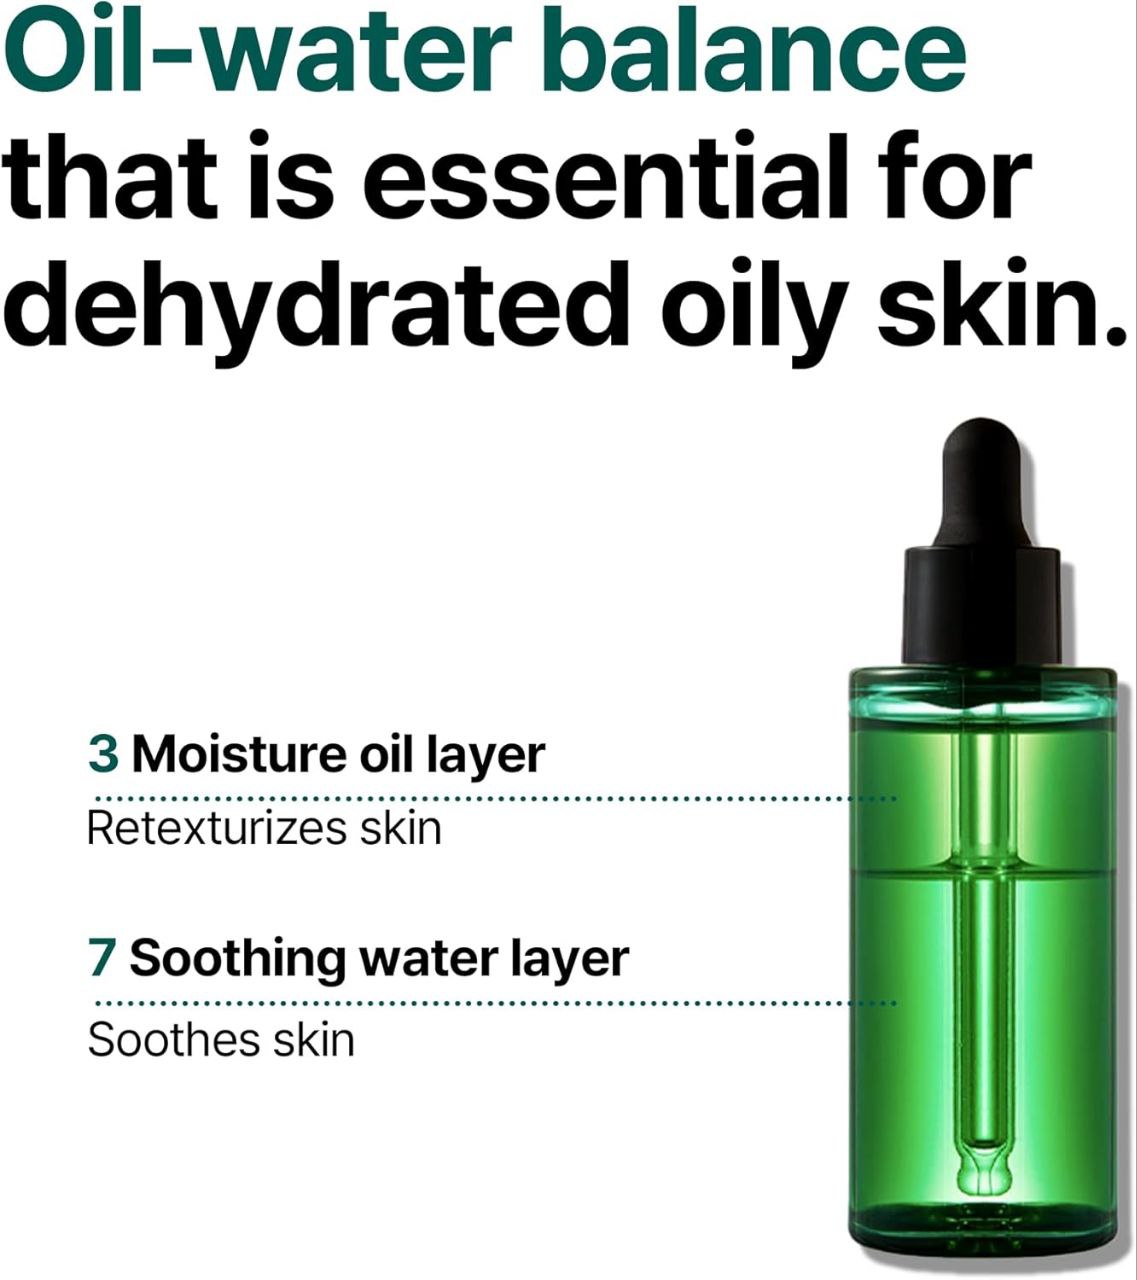 Oil-water balance
that is essential for
dehydrated oily skin.
3 Moisture oil layer
Retexturizes skin
7 Soothing water layer
Soothes skin